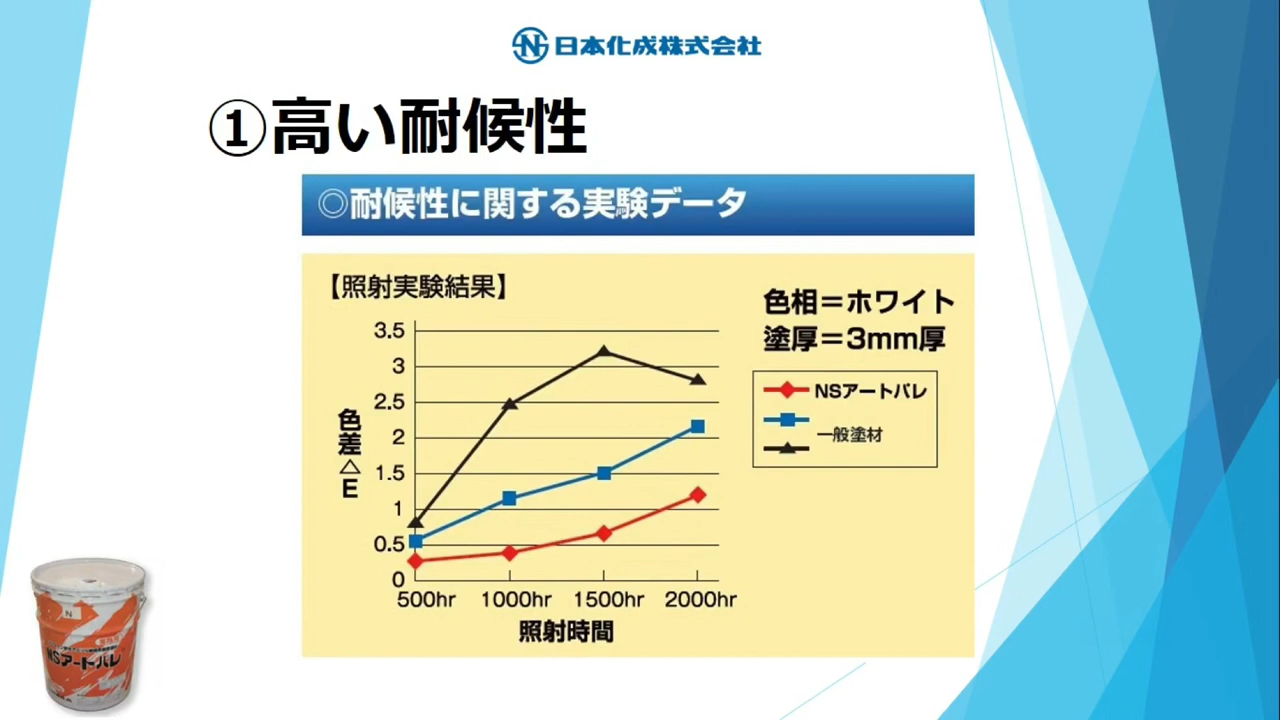 日本化成株式会社
①高い耐候性
◎耐候性に関する実験データ
【照射実験結果】
色相＝ホワイト
塗厚＝3mm厚
3.5
3
2.5
2
1.5
1
0.5
0
色差△E
NSアートバレ
一般塗材
500hr 1000hr 1500hr 2000hr
照射時間
N
NSアートバレ